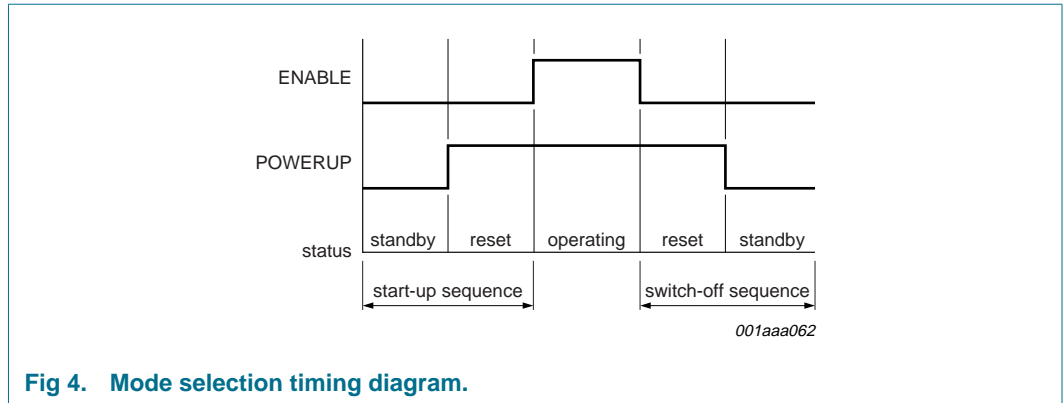 ENABLE
POWERUP
status
standby
reset
operating
reset
standby
start-up sequence
switch-off sequence
001aaa062
Fig 4. Mode selection timing diagram.